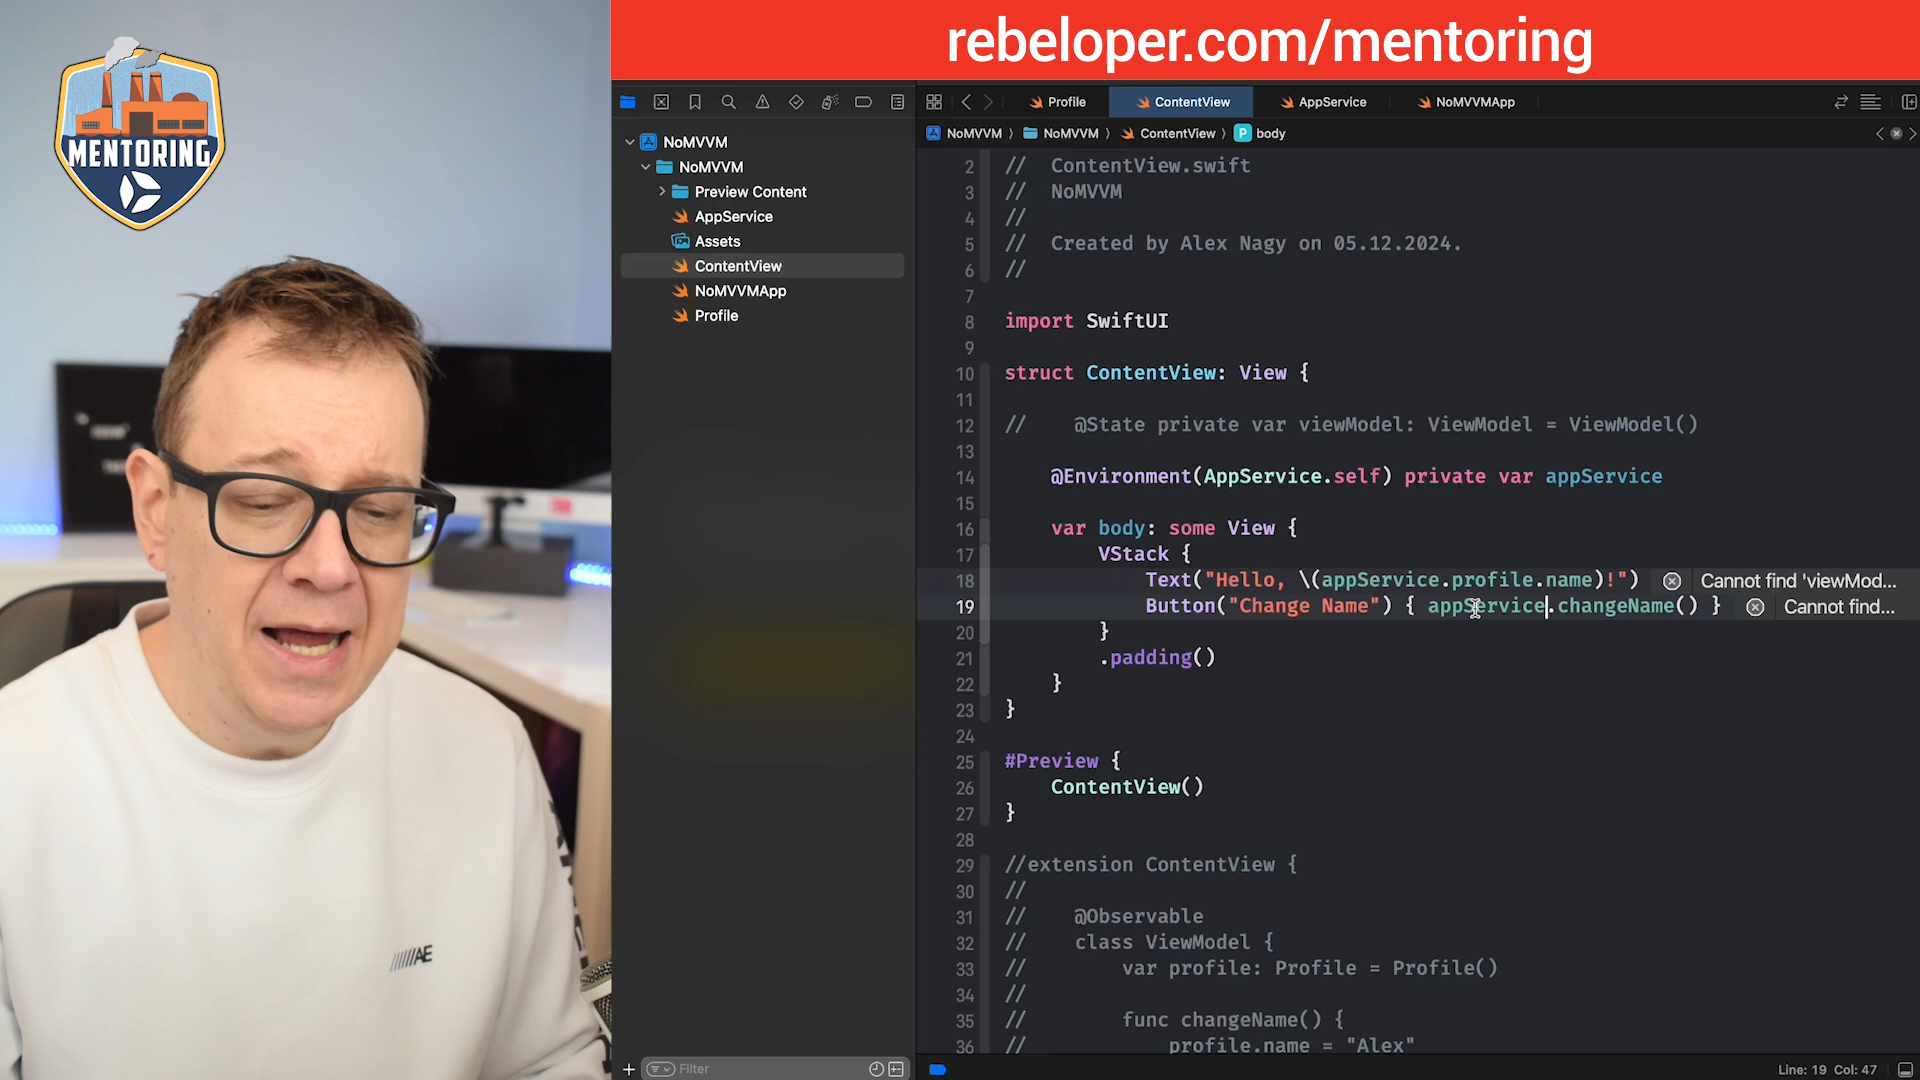 rebeloper.com/mentoring
MENTORING
AE
NoMVVM
NoMVVM
Preview Content
AppService
Assets
ContentView
NoMVVMApp
Profile
Filter
Profile
ContentView
AppService
NoMVVMApp
NoMVVM ⟩ NoMVVM ⟩ ContentView ⟩ P body
2 //  ContentView.swift
3 //  NoMVVM
4 //
5 //  Created by Alex Nagy on 05.12.2024.
6 //
7
8 import SwiftUI
9
10 struct ContentView: View {
11
12 //    @State private var viewModel: ViewModel = ViewModel()
13
14 @Environment(AppService.self) private var appService
15
16 var body: some View {
17 VStack {
18 Text("Hello, \(appService.profile.name)!") Cannot find 'viewMod...
19 Button("Change Name") { appService.changeName() } Cannot find...
20 }
21 .padding()
22 }
23 }
24
25 #Preview {
26 ContentView()
27 }
28
29 //extension ContentView {
30 //
31 //    @Observable
32 //    class ViewModel {
33 //        var profile: Profile = Profile()
34 //
35 //        func changeName() {
36 //            profile.name = "Alex"
Line: 19 Col: 47